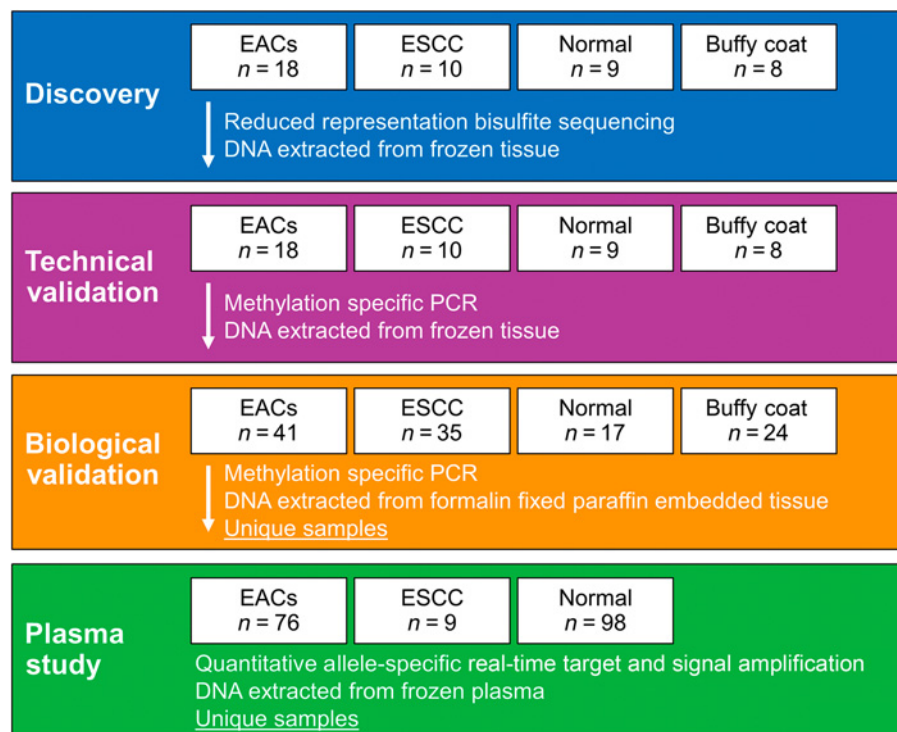 Discovery
EACs
n = 18
ESCC
n = 10
Normal
n = 9
Buffy coat
n = 8
Reduced representation bisulfite sequencing
DNA extracted from frozen tissue
Technical
validation
EACs
n = 18
ESCC
n = 10
Normal
n = 9
Buffy coat
n = 8
Methylation specific PCR
DNA extracted from frozen tissue
Biological
validation
EACs
n = 41
ESCC
n = 35
Normal
n = 17
Buffy coat
n = 24
Methylation specific PCR
DNA extracted from formalin fixed paraffin embedded tissue
Unique samples
Plasma
study
EACs
n = 76
ESCC
n = 9
Normal
n = 98
Quantitative allele-specific real-time target and signal amplification
DNA extracted from frozen plasma
Unique samples